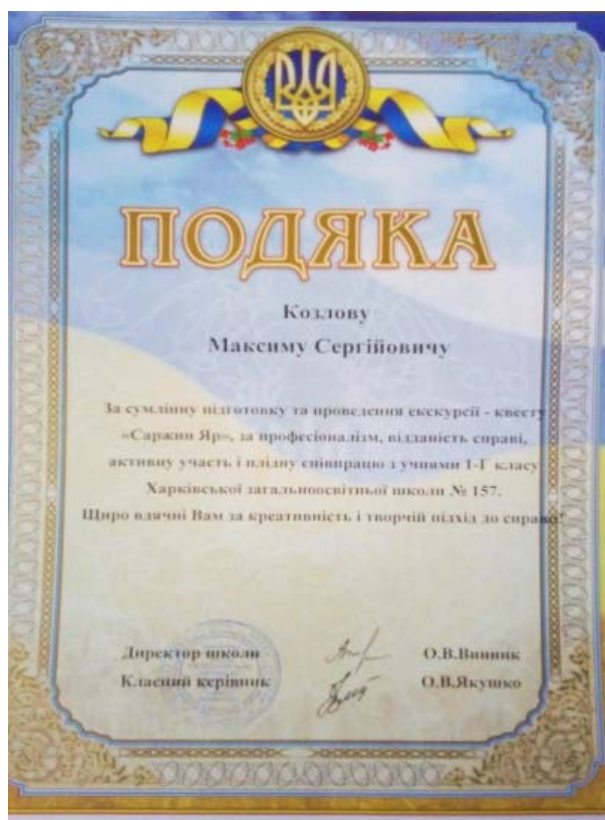 ПОДЯКА
Козлову
Максиму Сергійовичу
За сумлінну підготовку та проведення екскурсії - квесту
«Саржин Яр», за професіоналізм, відданість справі,
активну участь і плідну співпрацю з учнями 1-Г класу
Харківської загальноосвітньої школи № 157.
Щиро вдячні Вам за креативність і творчій підхід до справи!
Директор школи О.В.Винник
Класний керівник О.В.Якушко